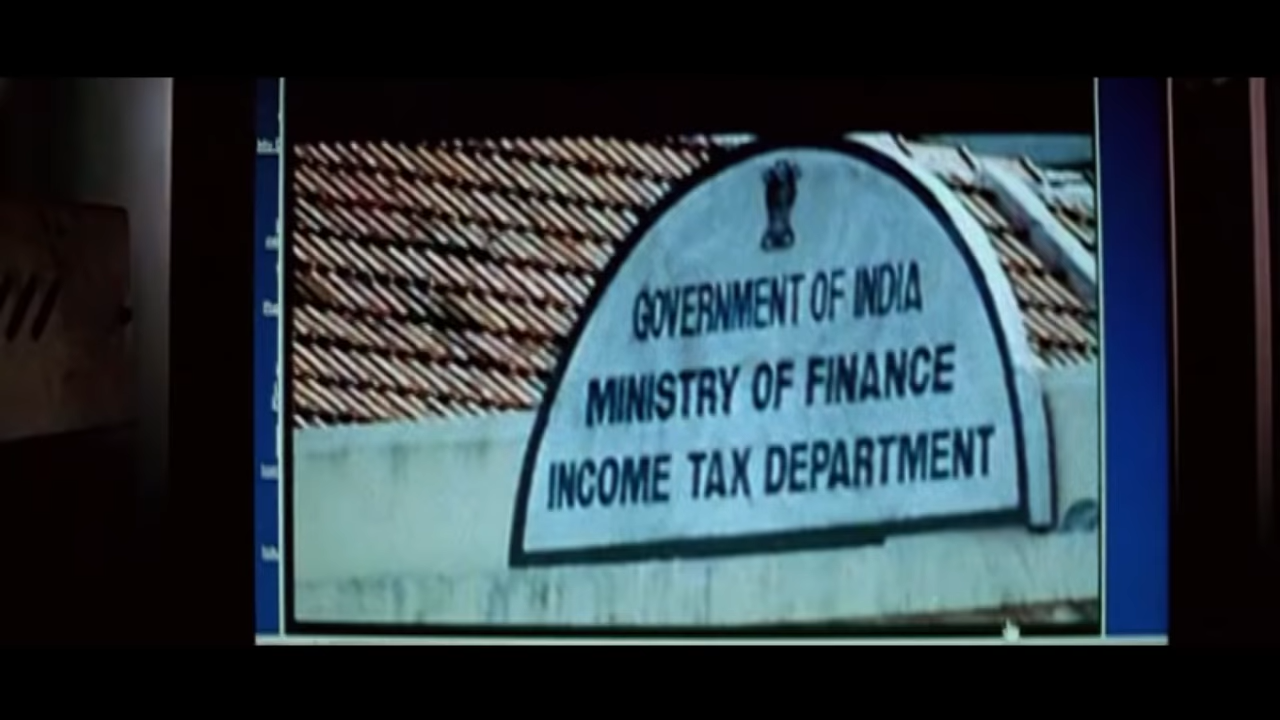 GOVERNMENT OF INDIA
MINISTRY OF FINANCE
INCOME TAX DEPARTMENT